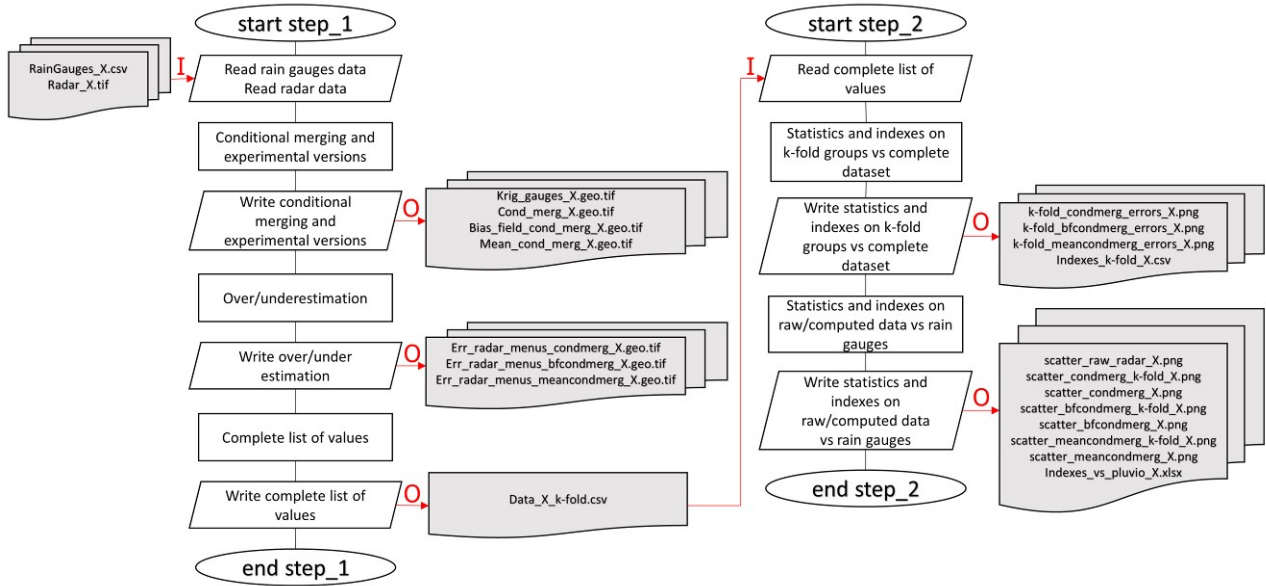 start step_1
RainGauges_X.csv
Radar_X.tif
I
Read rain gauges data
Read radar data
Conditional merging and
experimental versions
Write conditional
merging and
experimental versions
O
Krig_gauges_X.geo.tif
Cond_merg_X.geo.tif
Bias_field_cond_merg_X.geo.tif
Mean_cond_merg_X.geo.tif
Over/underestimation
Write over/under
estimation
O
Err_radar_menus_condmerg_X.geo.tif
Err_radar_menus_bfcondmerg_X.geo.tif
Err_radar_menus_meancondmerg_X.geo.tif
Complete list of values
Write complete list of
values
O
Data_X_k-fold.csv
end step_1
start step_2
I
Read complete list of
values
Statistics and indexes on
k-fold groups vs complete
dataset
Write statistics and
indexes on k-fold
groups vs complete
dataset
O
k-fold_condmerg_errors_X.png
k-fold_bfcondmerg_errors_X.png
k-fold_meancondmerg_errors_X.png
Indexes_k-fold_X.csv
Statistics and indexes on
raw/computed data vs rain
gauges
Write statistics and
indexes on
raw/computed data
vs rain gauges
O
scatter_raw_radar_X.png
scatter_condmerg_k-fold_X.png
scatter_condmerg_X.png
scatter_bfcondmerg_k-fold_X.png
scatter_bfcondmerg_X.png
scatter_meancondmerg_k-fold_X.png
scatter_meancondmerg_X.png
Indexes_vs_pluvio_X.xlsx
end step_2